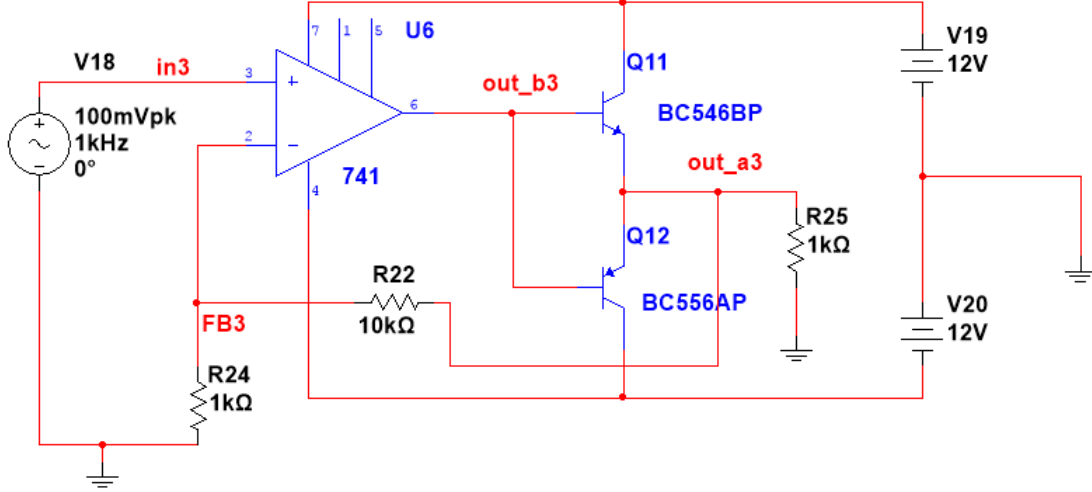 V18
in3
100mVpk
1kHz
0°
3
2
+
−
7
1
5
U6
6
4
741
out_b3
Q11
BC546BP
out_a3
Q12
BC556AP
R25
1kΩ
V19
12V
V20
12V
R22
10kΩ
FB3
R24
1kΩ